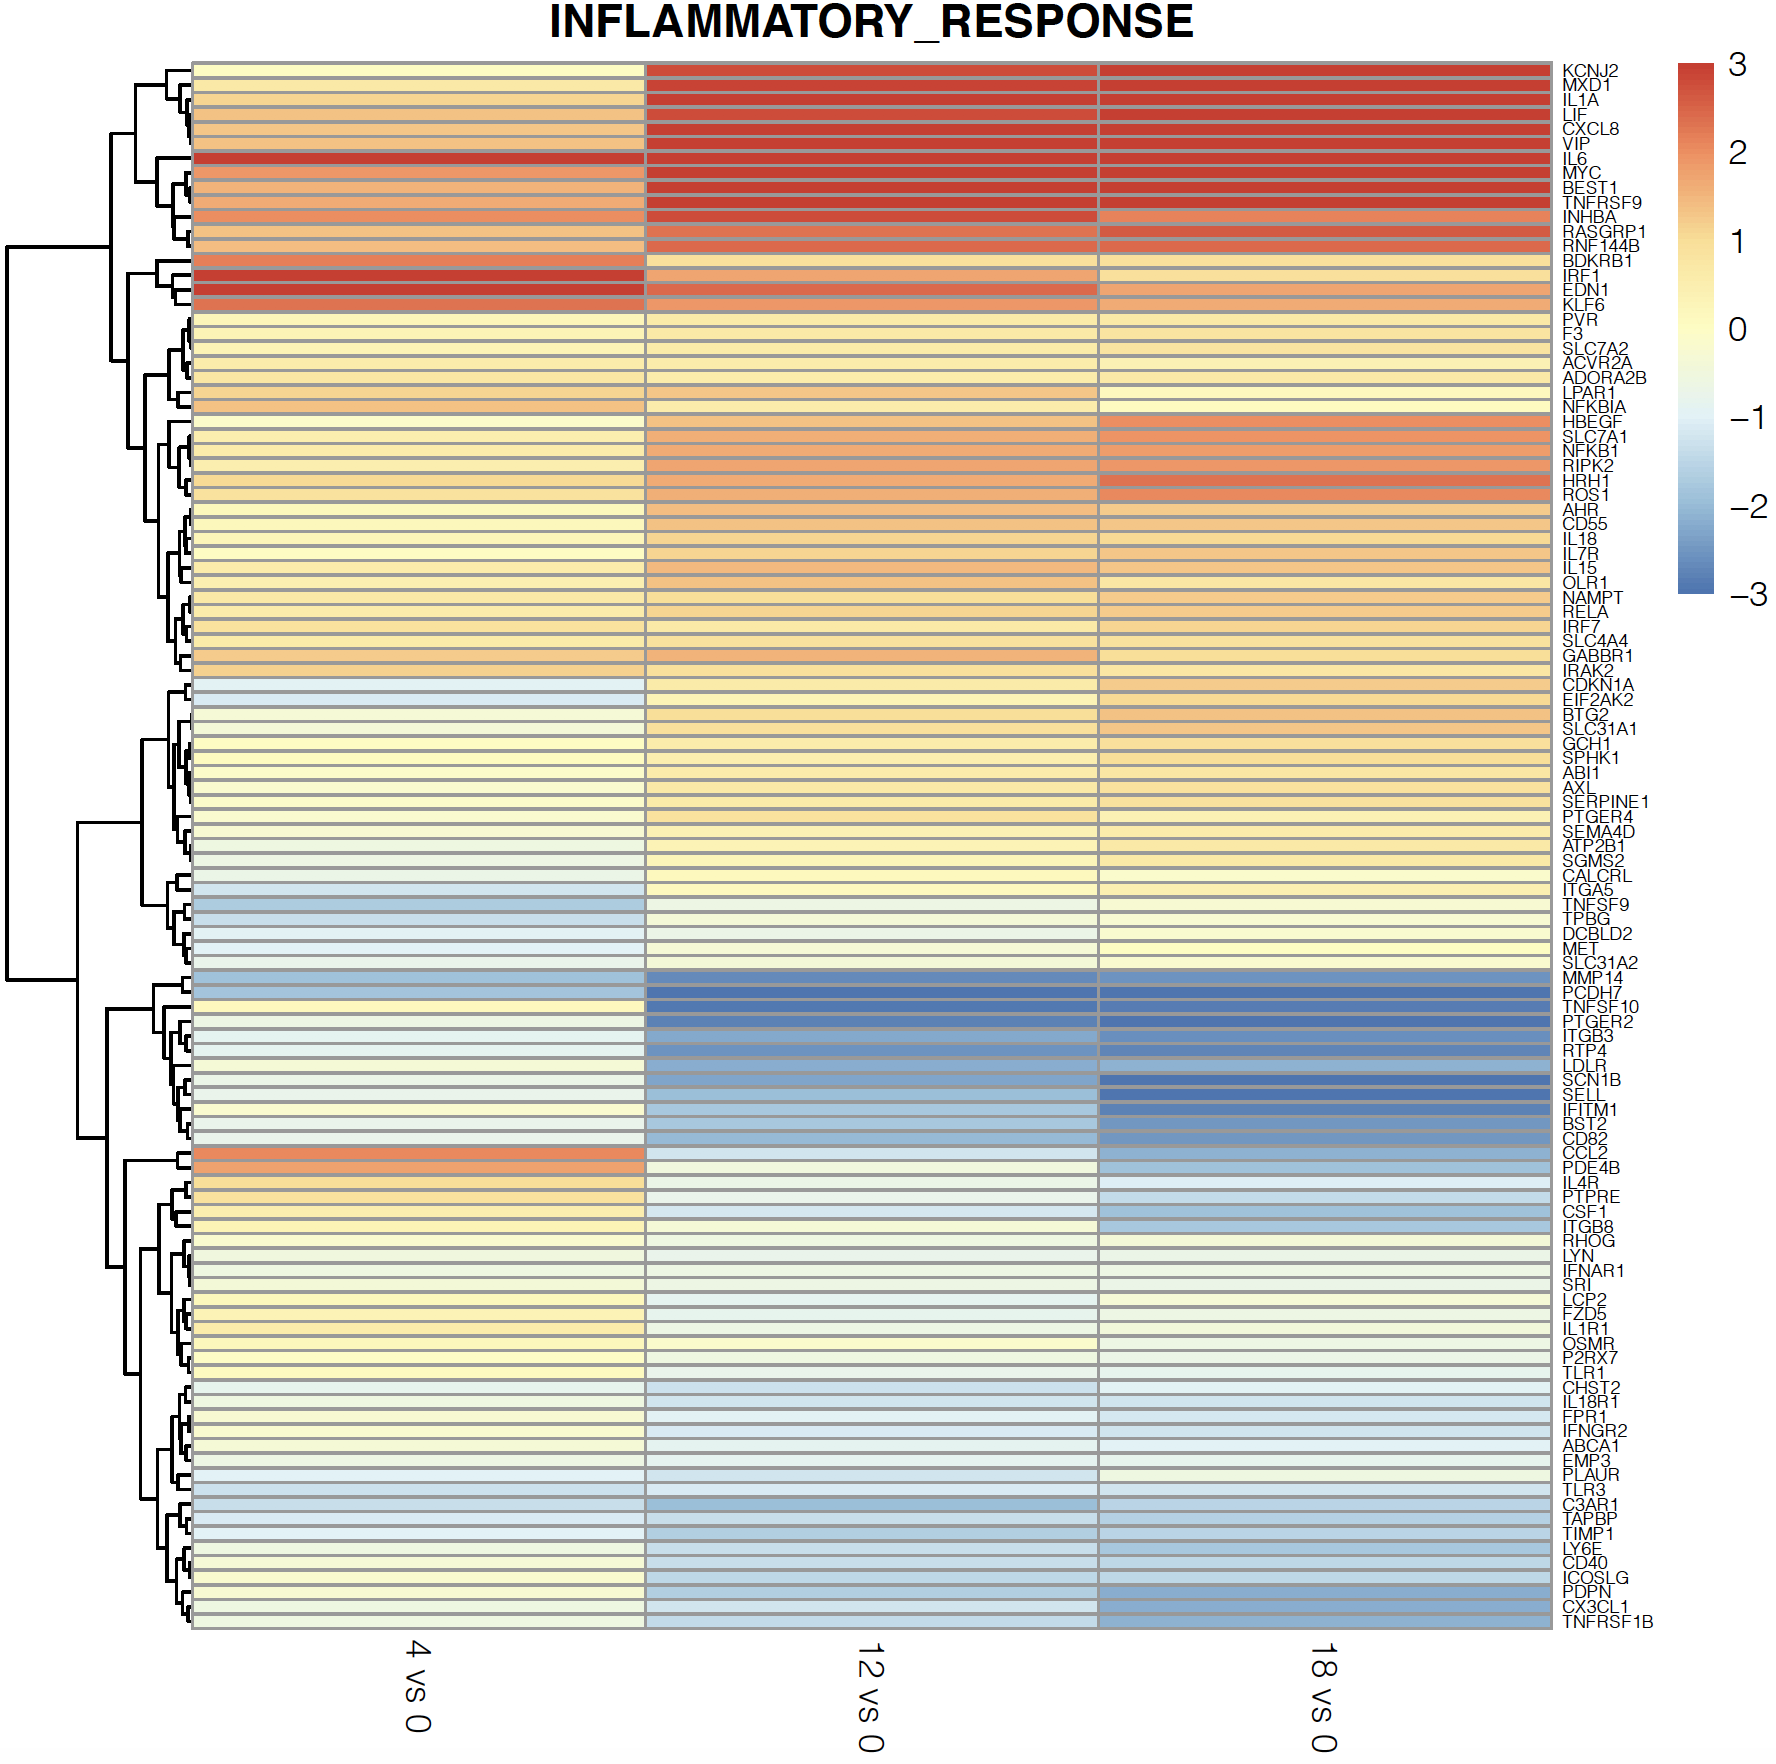 INFLAMMATORY_RESPONSE
KCNJ2
MXD1
IL1A
LIF
CXCL8
VIP
IL6
MYC
BEST1
TNFRSF9
INHBA
RASGRP1
RNF144B
BDKRB1
IRF1
EDN1
KLF6
PVR
F3
SLC7A2
ACVR2A
ADORA2B
LPAR1
NFKBIA
HBEGF
SLC7A1
NFKB1
RIPK2
HRH1
ROS1
AHR
CD55
IL18
IL7R
IL15
OLR1
NAMPT
RELA
IRF7
SLC4A4
GABBR1
IRAK2
CDKN1A
EIF2AK2
BTG2
SLC31A1
GCH1
SPHK1
ABI1
AXL
SERPINE1
PTGER4
SEMA4D
ATP2B1
SGMS2
CALCRL
ITGA5
TNFSF9
TPBG
DCBLD2
MET
SLC31A2
MMP14
PCDH7
TNFSF10
PTGER2
ITGB3
RTP4
LDLR
SCN1B
SELL
IFITM1
BST2
CD82
CCL2
PDE4B
IL4R
PTPRE
CSF1
ITGB8
RHOG
LYN
IFNAR1
SRI
LCP2
FZD5
IL1R1
OSMR
P2RX7
TLR1
CHST2
IL18R1
FPR1
IFNGR2
ABCA1
EMP3
PLAUR
TLR3
C3AR1
TAPBP
TIMP1
LY6E
CD40
ICOSLG
PDPN
CX3CL1
TNFRSF1B
3
2
1
0
−1
−2
−3
4 vs 0
12 vs 0
18 vs 0